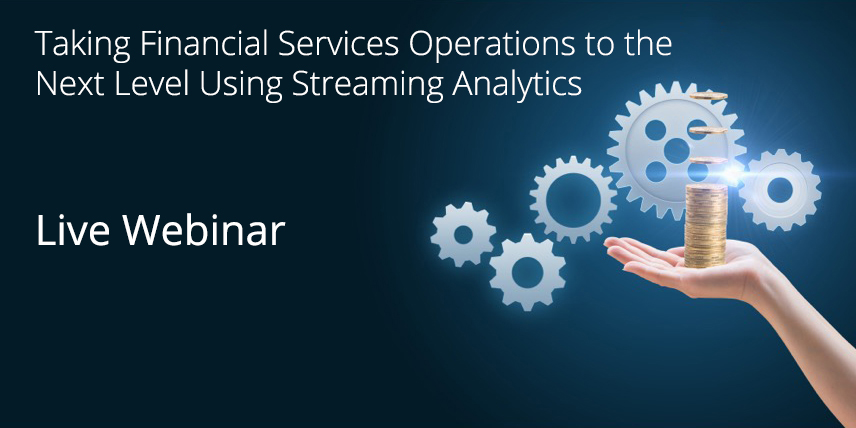 Taking Financial Services Operations to the
Next Level Using Streaming Analytics
Live Webinar